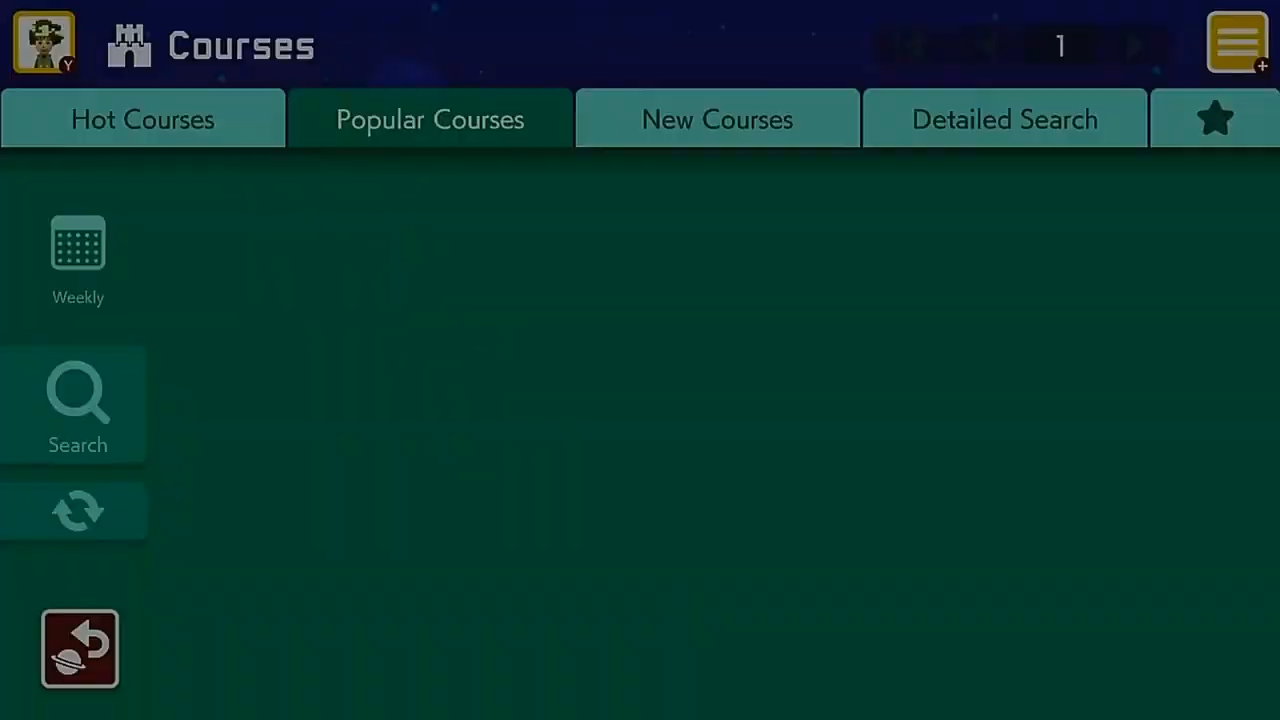 Y
Courses
1
+
Hot Courses
Popular Courses
New Courses
Detailed Search
Weekly
Search